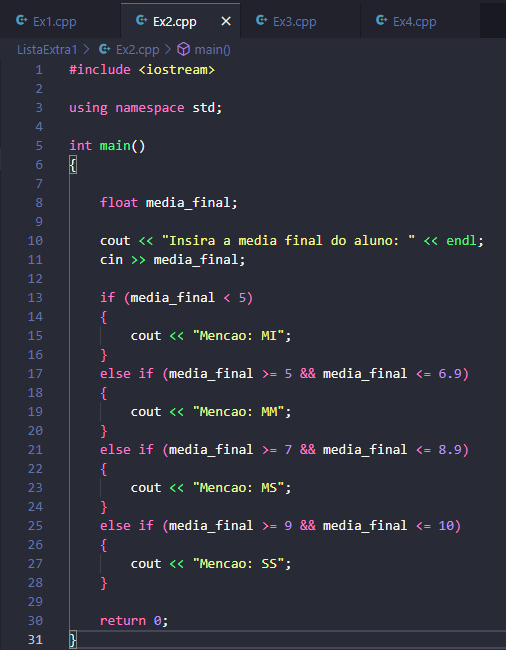 Ex1.cpp Ex2.cpp × Ex3.cpp Ex4.cpp
ListaExtra1 > Ex2.cpp > main()
1 #include <iostream>
2
3 using namespace std;
4
5 int main()
6 {
7
8     float media_final;
9
10     cout << "Insira a media final do aluno: " << endl;
11     cin >> media_final;
12
13     if (media_final < 5)
14     {
15         cout << "Mencao: MI";
16     }
17     else if (media_final >= 5 && media_final <= 6.9)
18     {
19         cout << "Mencao: MM";
20     }
21     else if (media_final >= 7 && media_final <= 8.9)
22     {
23         cout << "Mencao: MS";
24     }
25     else if (media_final >= 9 && media_final <= 10)
26     {
27         cout << "Mencao: SS";
28     }
29
30     return 0;
31 }